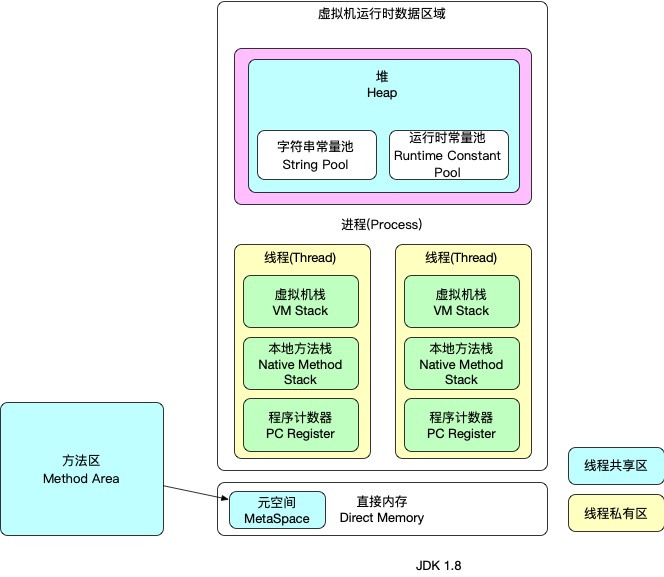 虚拟机运行时数据区域
堆
Heap
字符串常量池
String Pool
运行时常量池
Runtime Constant
Pool
进程(Process)
线程(Thread)
虚拟机栈
VM Stack
本地方法栈
Native Method
Stack
程序计数器
PC Register
线程(Thread)
虚拟机栈
VM Stack
本地方法栈
Native Method
Stack
程序计数器
PC Register
方法区
Method Area
元空间
MetaSpace
直接内存
Direct Memory
线程共享区
线程私有区
JDK 1.8